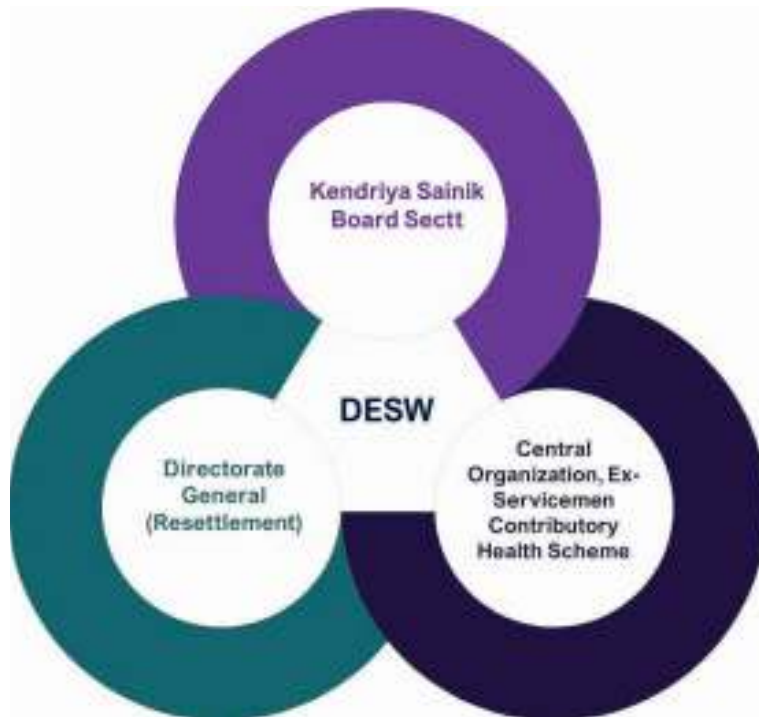 Kendriya Sainik
Board Sectt
DESW
Directorate
General
(Resettlement)
Central
Organization, Ex-
Servicemen
Contributory
Health Scheme